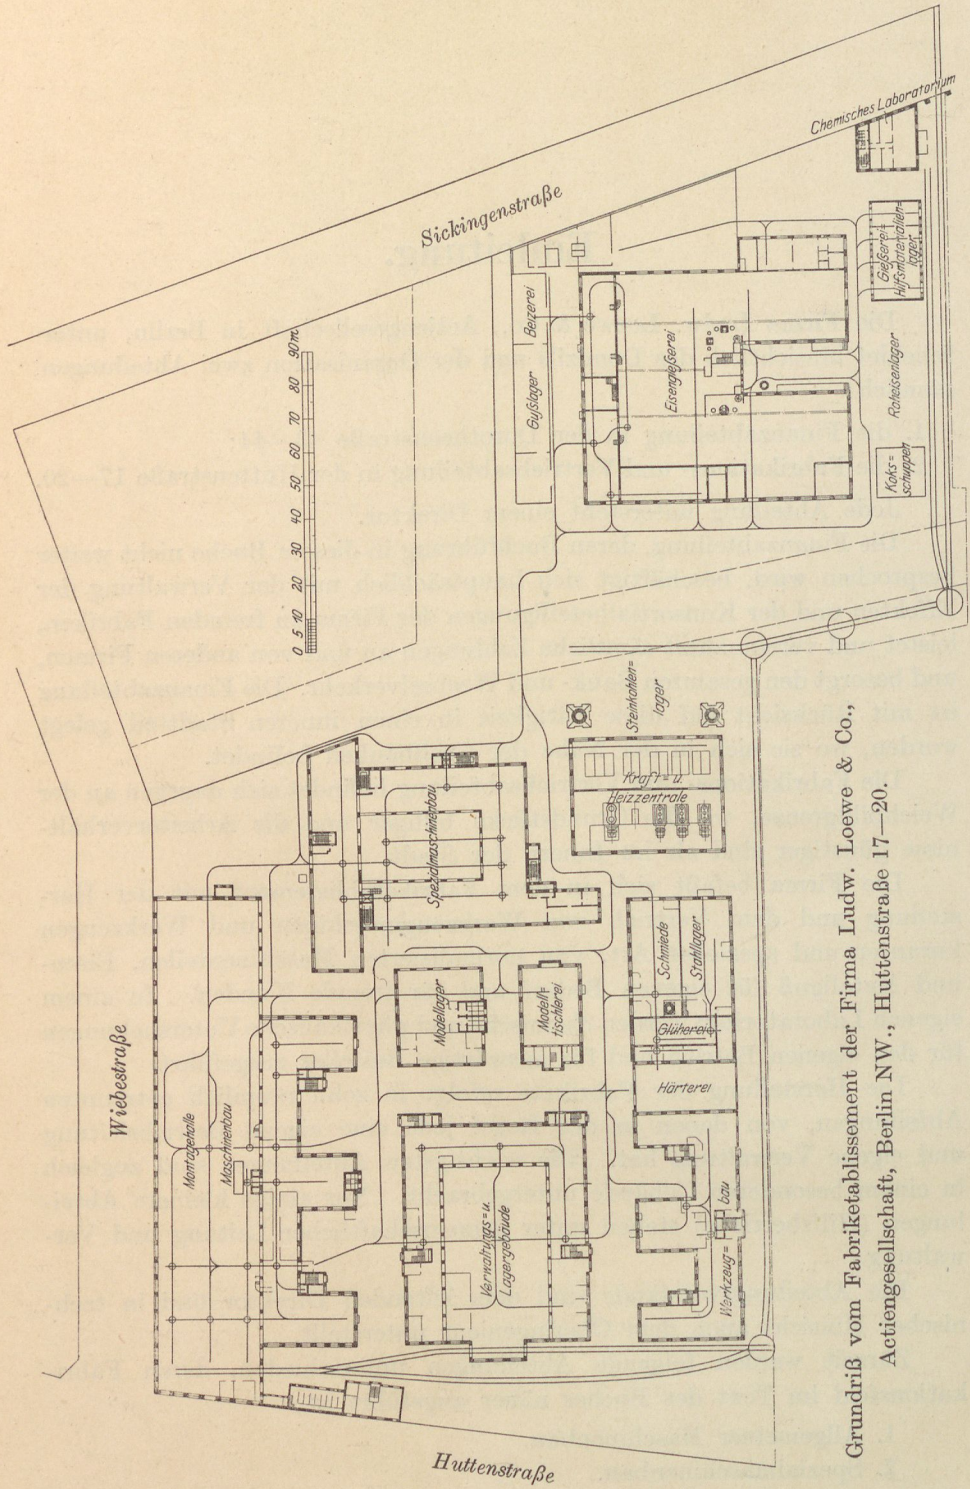 Wiebestraße
Sickingenstraße
Huttenstraße
0 5 10 20 30 40 50 60 70 80 90m
Montagehalle
Maschinenbau
Spezialmaschinenbau
Modellager
Modell=
tischlerei
Verwaltungs= u.
Lagergebäude
Werkzeug= bau
Härterei
Glüherei
Schmiede
Stahllager
Kraft= u.
Heizzentrale
Steinkohlen=
lager
Gußlager
Beizerei
Eisengießerei
Koks=
schuppen
Roheisenlager
Gießerei=
Hilfsmaterialien=
lager
Chemisches Laboratorium
Grundriß vom Fabriketablissement der Firma Ludw. Loewe & Co.,
Actiengesellschaft, Berlin NW., Huttenstraße 17—20.